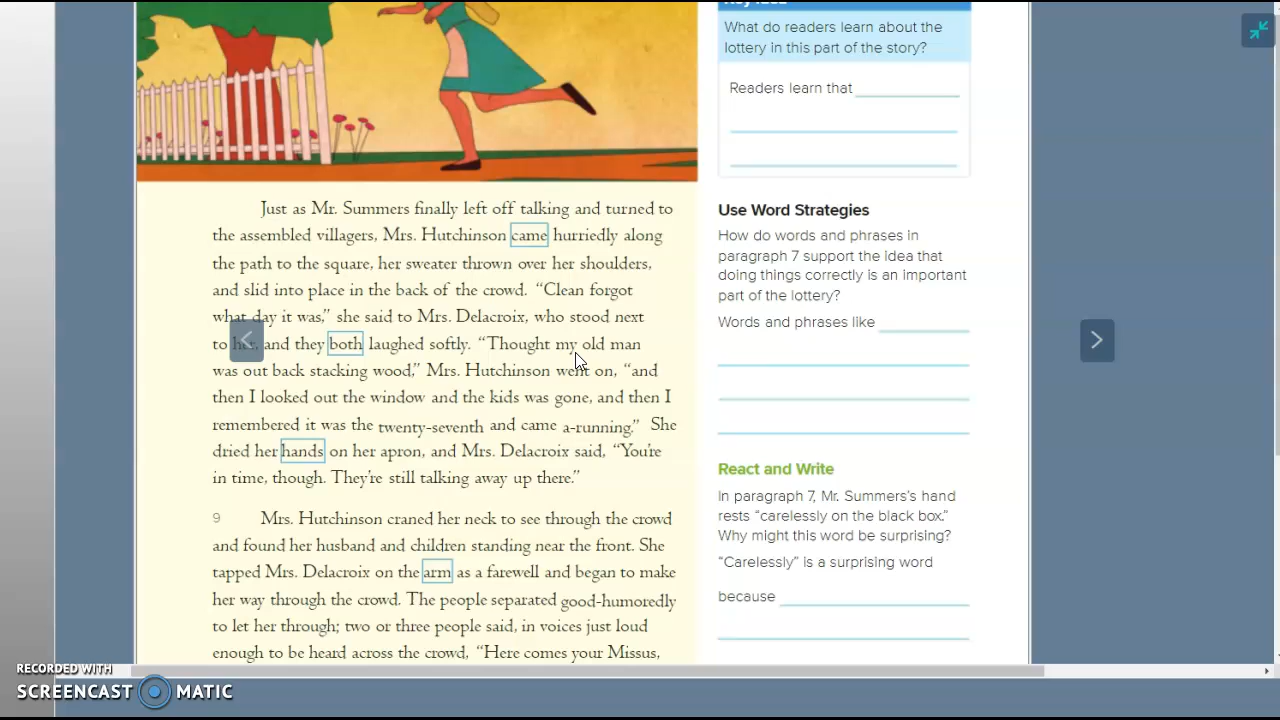 What do readers learn about the
lottery in this part of the story?
Readers learn that
Just as Mr. Summers finally left off talking and turned to
the assembled villagers, Mrs. Hutchinson came hurriedly along
the path to the square, her sweater thrown over her shoulders,
and slid into place in the back of the crowd. “Clean forgot
what day it was,” she said to Mrs. Delacroix, who stood next
to her, and they both laughed softly. “Thought my old man
was out back stacking wood,” Mrs. Hutchinson went on, “and
then I looked out the window and the kids was gone, and then I
remembered it was the twenty-seventh and came a-running.” She
dried her hands on her apron, and Mrs. Delacroix said, “You’re
in time, though. They’re still talking away up there.”
9 Mrs. Hutchinson craned her neck to see through the crowd
and found her husband and children standing near the front. She
tapped Mrs. Delacroix on the arm as a farewell and began to make
her way through the crowd. The people separated good-humoredly
to let her through; two or three people said, in voices just loud
enough to be heard across the crowd, “Here comes your Missus,
Use Word Strategies
How do words and phrases in
paragraph 7 support the idea that
doing things correctly is an important
part of the lottery?
Words and phrases like
React and Write
In paragraph 7, Mr. Summers’s hand
rests “carelessly on the black box.”
Why might this word be surprising?
“Carelessly” is a surprising word
because
RECORDED WITH
SCREENCAST MATIC